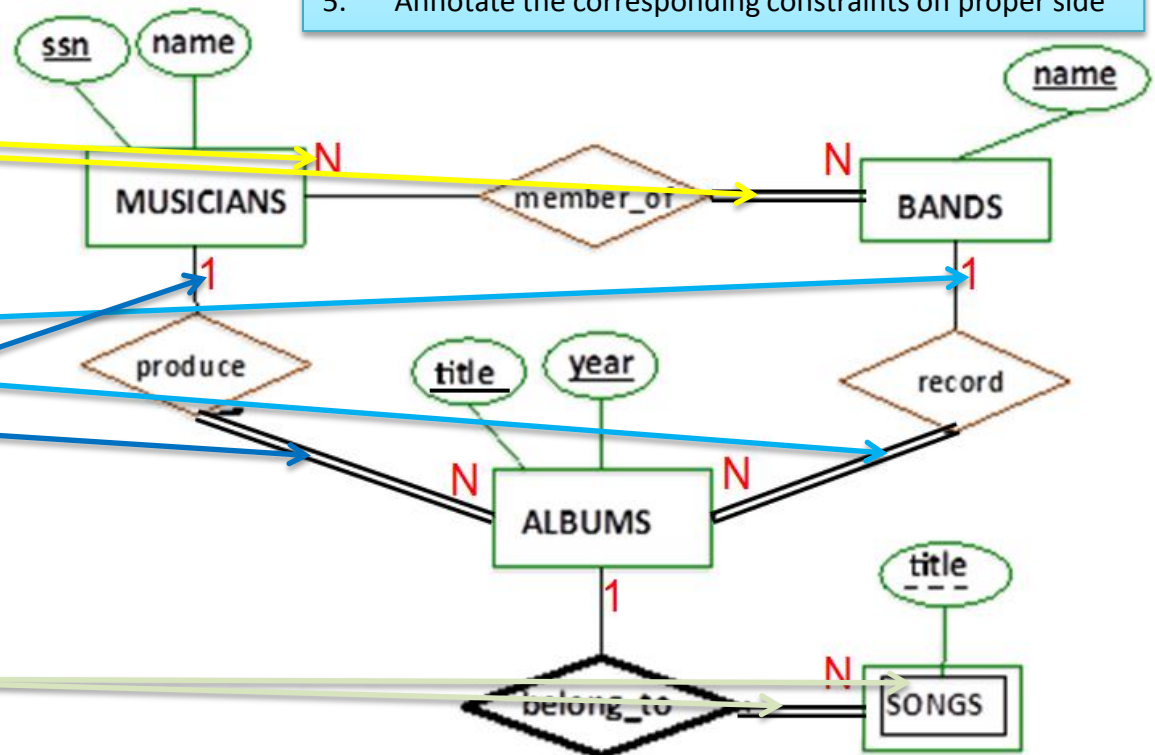 5. Annotate the corresponding constraints on proper side
ssn
name
name
N
N
MUSICIANS
member_of
BANDS
1
1
produce
title
year
record
N
N
ALBUMS
title
1
N
belong_to
SONGS